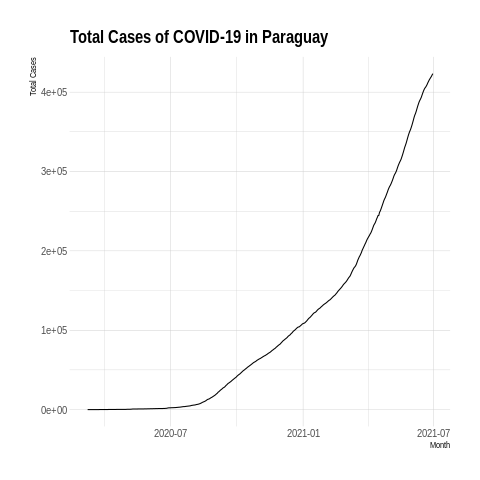 Total Cases of COVID-19 in Paraguay
Total Cases
4e+05
3e+05
2e+05
1e+05
0e+00
2020-07
2021-01
2021-07
Month